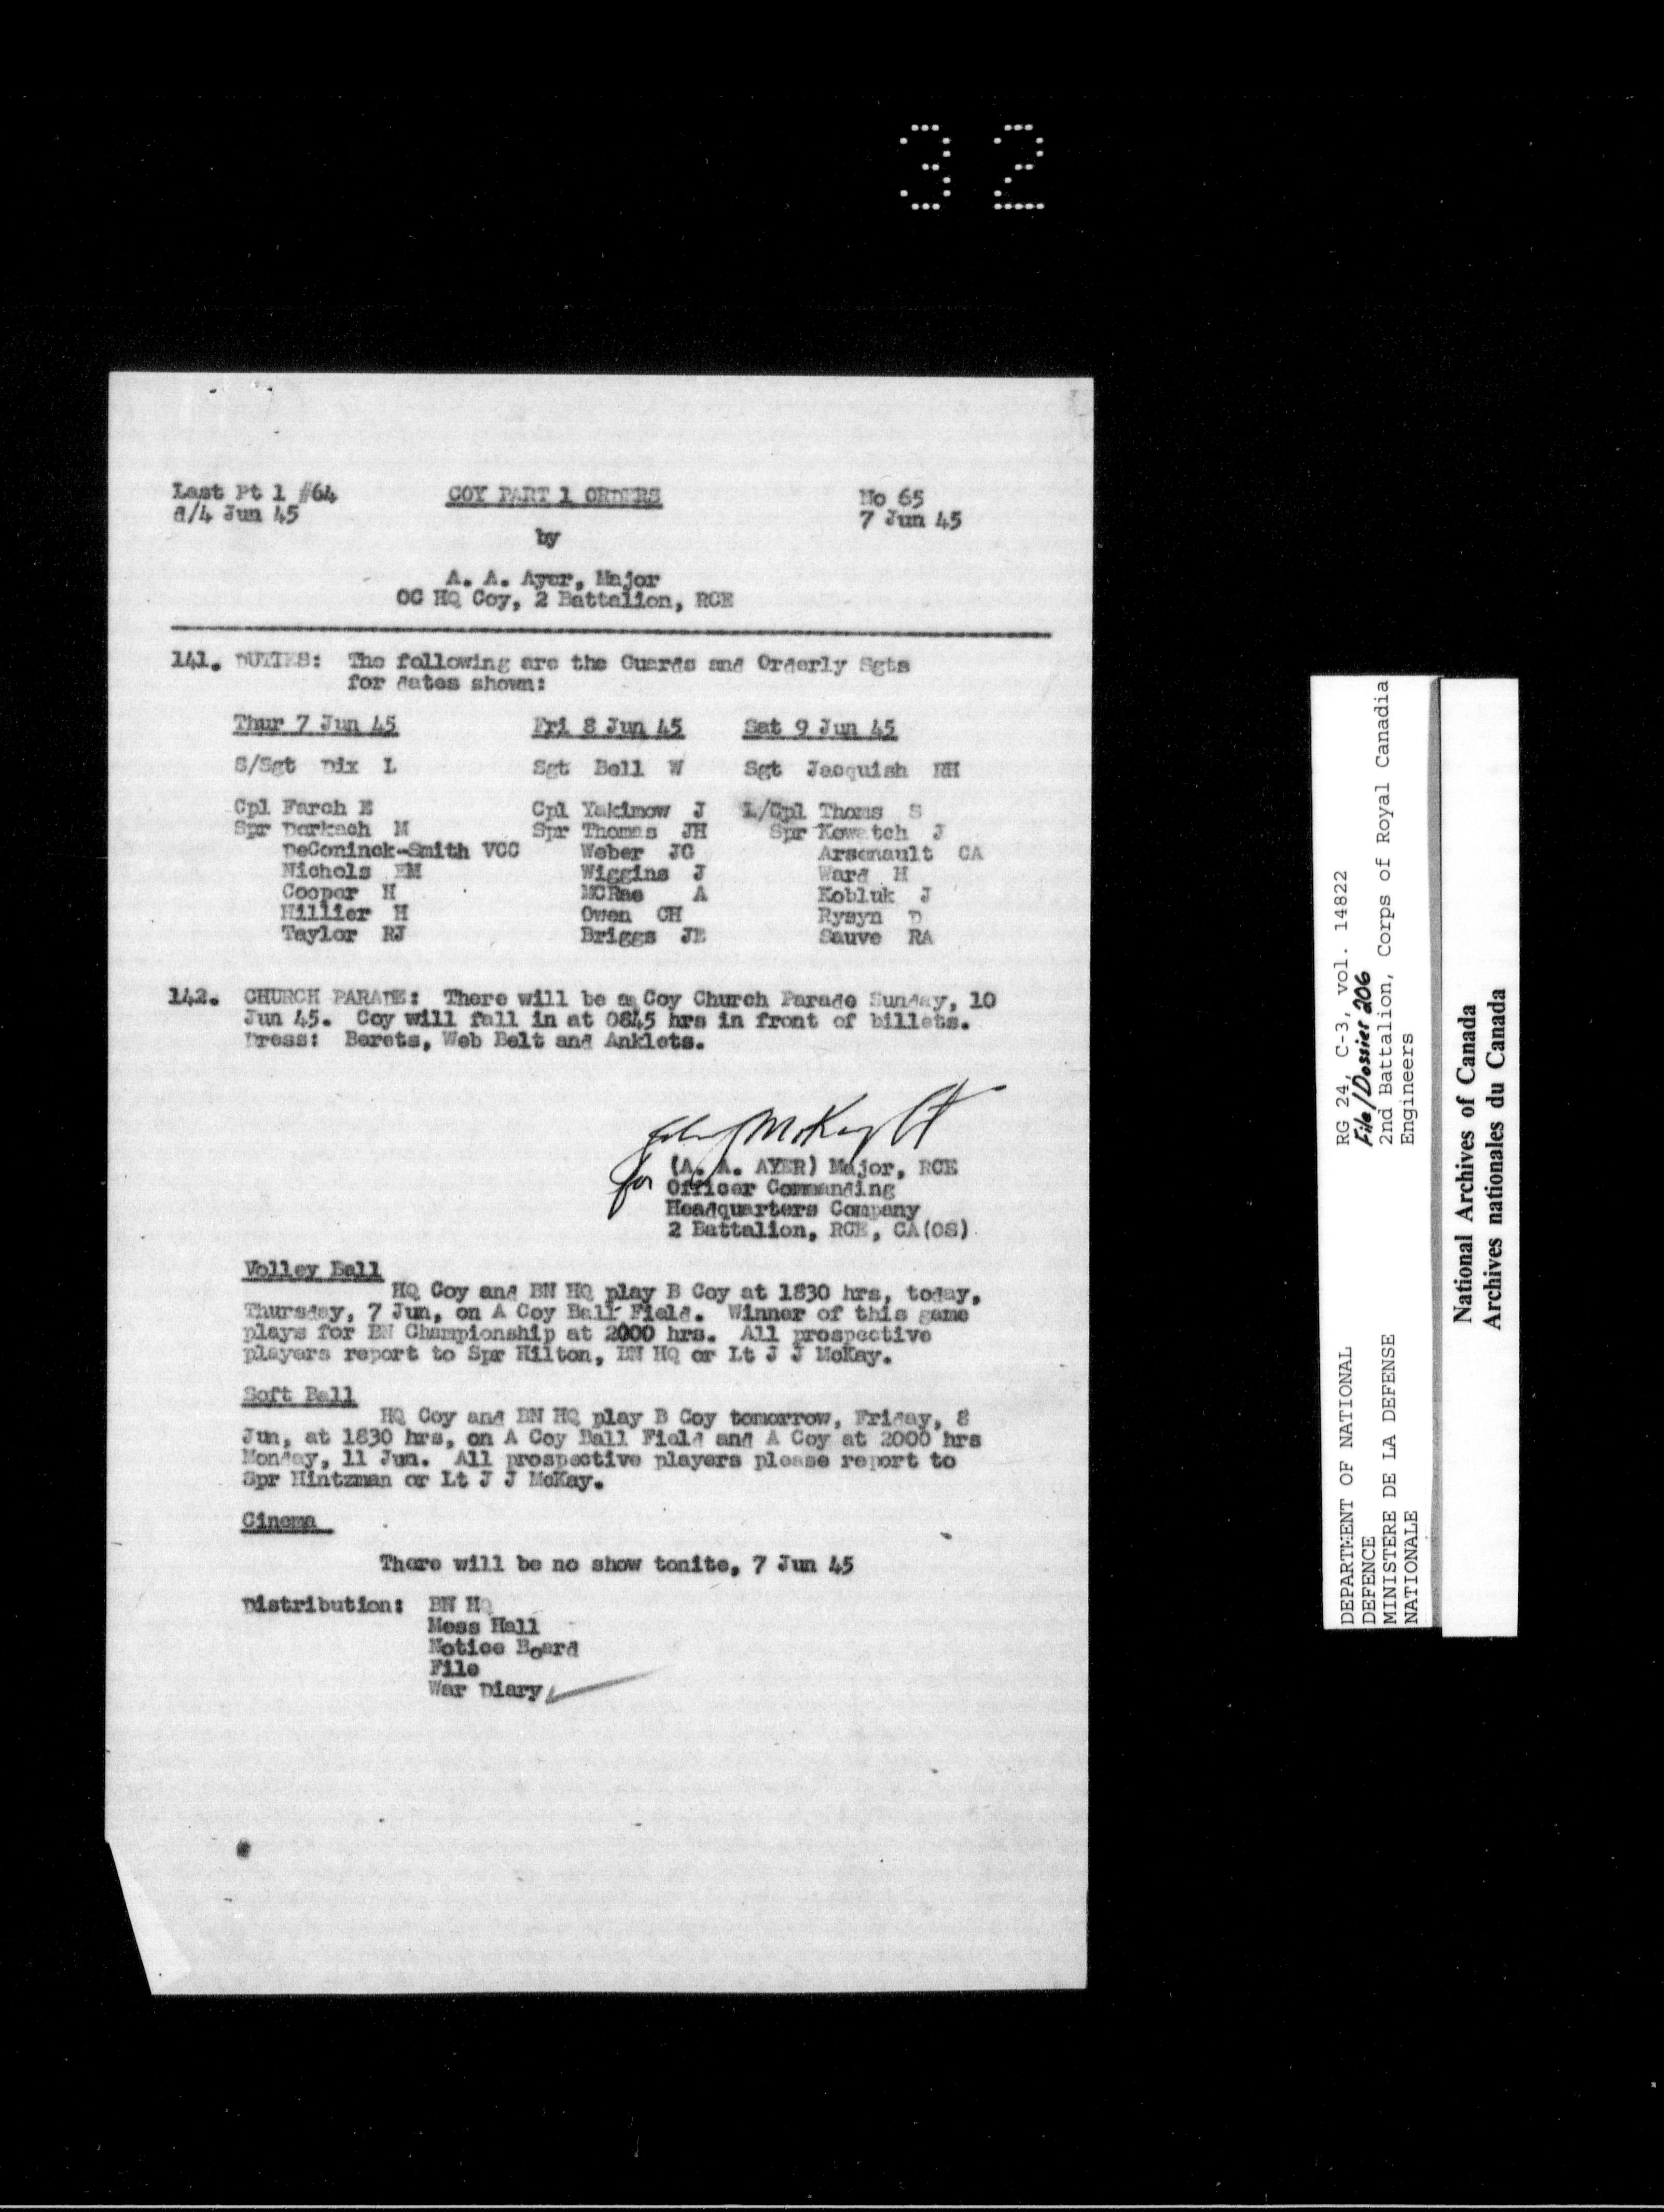 32
Last Pt 1 #64 COY PART 1 ORDERS No 65
d/4 Jun 45 7 Jun 45
by
A. A. Ayer, Major
OC HQ Coy, 2 Battalion, RCE
141. DUTIES: The following are the Guards and Orderly Sgts
for dates shown:
Thur 7 Jun 45 Fri 8 Jun 45 Sat 9 Jun 45
S/Sgt Dix L Sgt Bell W Sgt Jacquish RH
Cpl Farch E Cpl Yakimow J L/Cpl Thoms S
Spr Derkach M Spr Thomas JH Spr Kowatch J
DeConinck-Smith VCC Weber JG Arsenault CA
Nichols EM Wiggins J Ward H
Cooper H MCRae A Kobluk J
Hillier H Owen CH Rysyn D
Taylor RJ Briggs JE Sauve RA
142. CHURCH PARADE: There will be a Coy Church Parade Sunday, 10
Jun 45. Coy will fall in at 0845 hrs in front of billets.
Dress: Berets, Web Belt and Anklets.
for (A. A. AYER) Major, RCE
Officer Commanding
Headquarters Company
2 Battalion, RCE, CA(OS)
Volley Ball
HQ Coy and BN HQ play B Coy at 1830 hrs, today,
Thursday, 7 Jun, on A Coy Ball Field. Winner of this game
plays for BN Championship at 2000 hrs. All prospective
players report to Spr Hilton, BN HQ or Lt J J McKay.
Soft Ball
HQ Coy and BN HQ play B Coy tomorrow, Friday, 8
Jun, at 1830 hrs, on A Coy Ball Field and A Coy at 2000 hrs
Monday, 11 Jun. All prospective players please report to
Spr Hintzman or Lt J J McKay.
Cinema
There will be no show tonite, 7 Jun 45
Distribution: BN HQ
Mess Hall
Notice Board
File
War Diary
DEPARTMENT OF NATIONAL RG 24, C-3, vol. 14822
DEFENCE File/Dossier 206
MINISTERE DE LA DEFENSE 2nd Battalion, Corps of Royal Canadia
NATIONALE Engineers
National Archives of Canada
Archives nationales du Canada